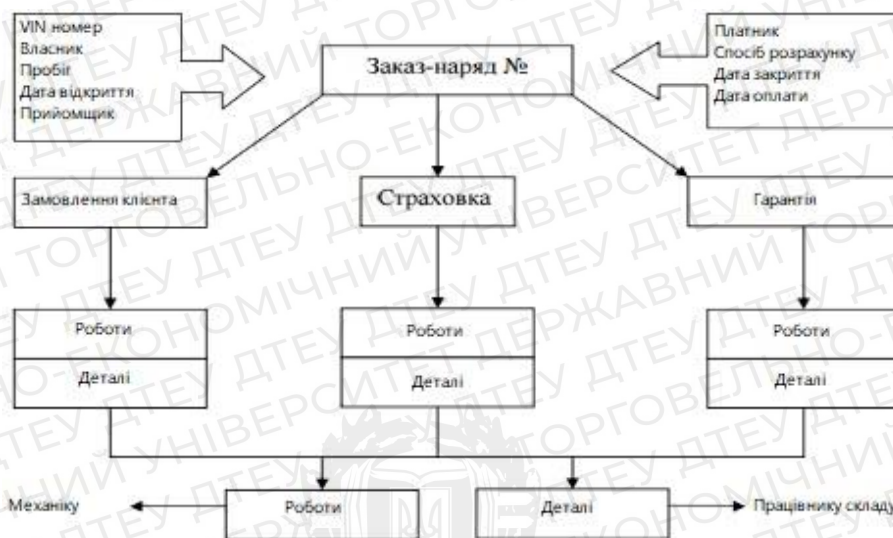 VIN номер
Власник
Пробіг
Дата відкриття
Прийомщик
Заказ-наряд №
Платник
Спосіб розрахунку
Дата закриття
Дата оплати
Замовлення клієнта
Страховка
Гарантія
Роботи
Деталі
Роботи
Деталі
Роботи
Деталі
Механіку
Роботи
Деталі
Працівнику складу